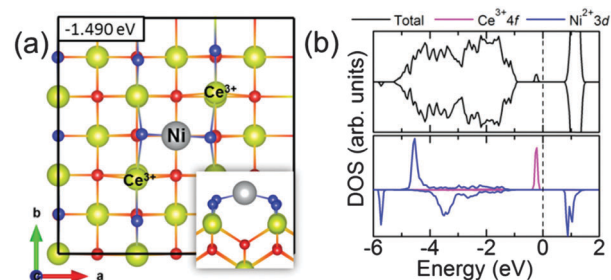 (a)
-1.490 eV
Ce³⁺
Ni
Ce³⁺
b
c
a
(b)
Total
Ce³⁺ 4f
Ni²⁺ 3d
DOS (arb. units)
-6
-4
-2
0
2
Energy (eV)